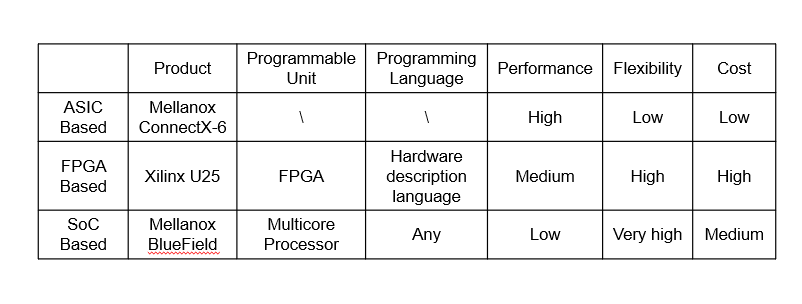 Product Programmable Unit Programming Language Performance Flexibility Cost
ASIC Based Mellanox ConnectX-6 \ \ High Low Low
FPGA Based Xilinx U25 FPGA Hardware description language Medium High High
SoC Based Mellanox BlueField Multicore Processor Any Low Very high Medium